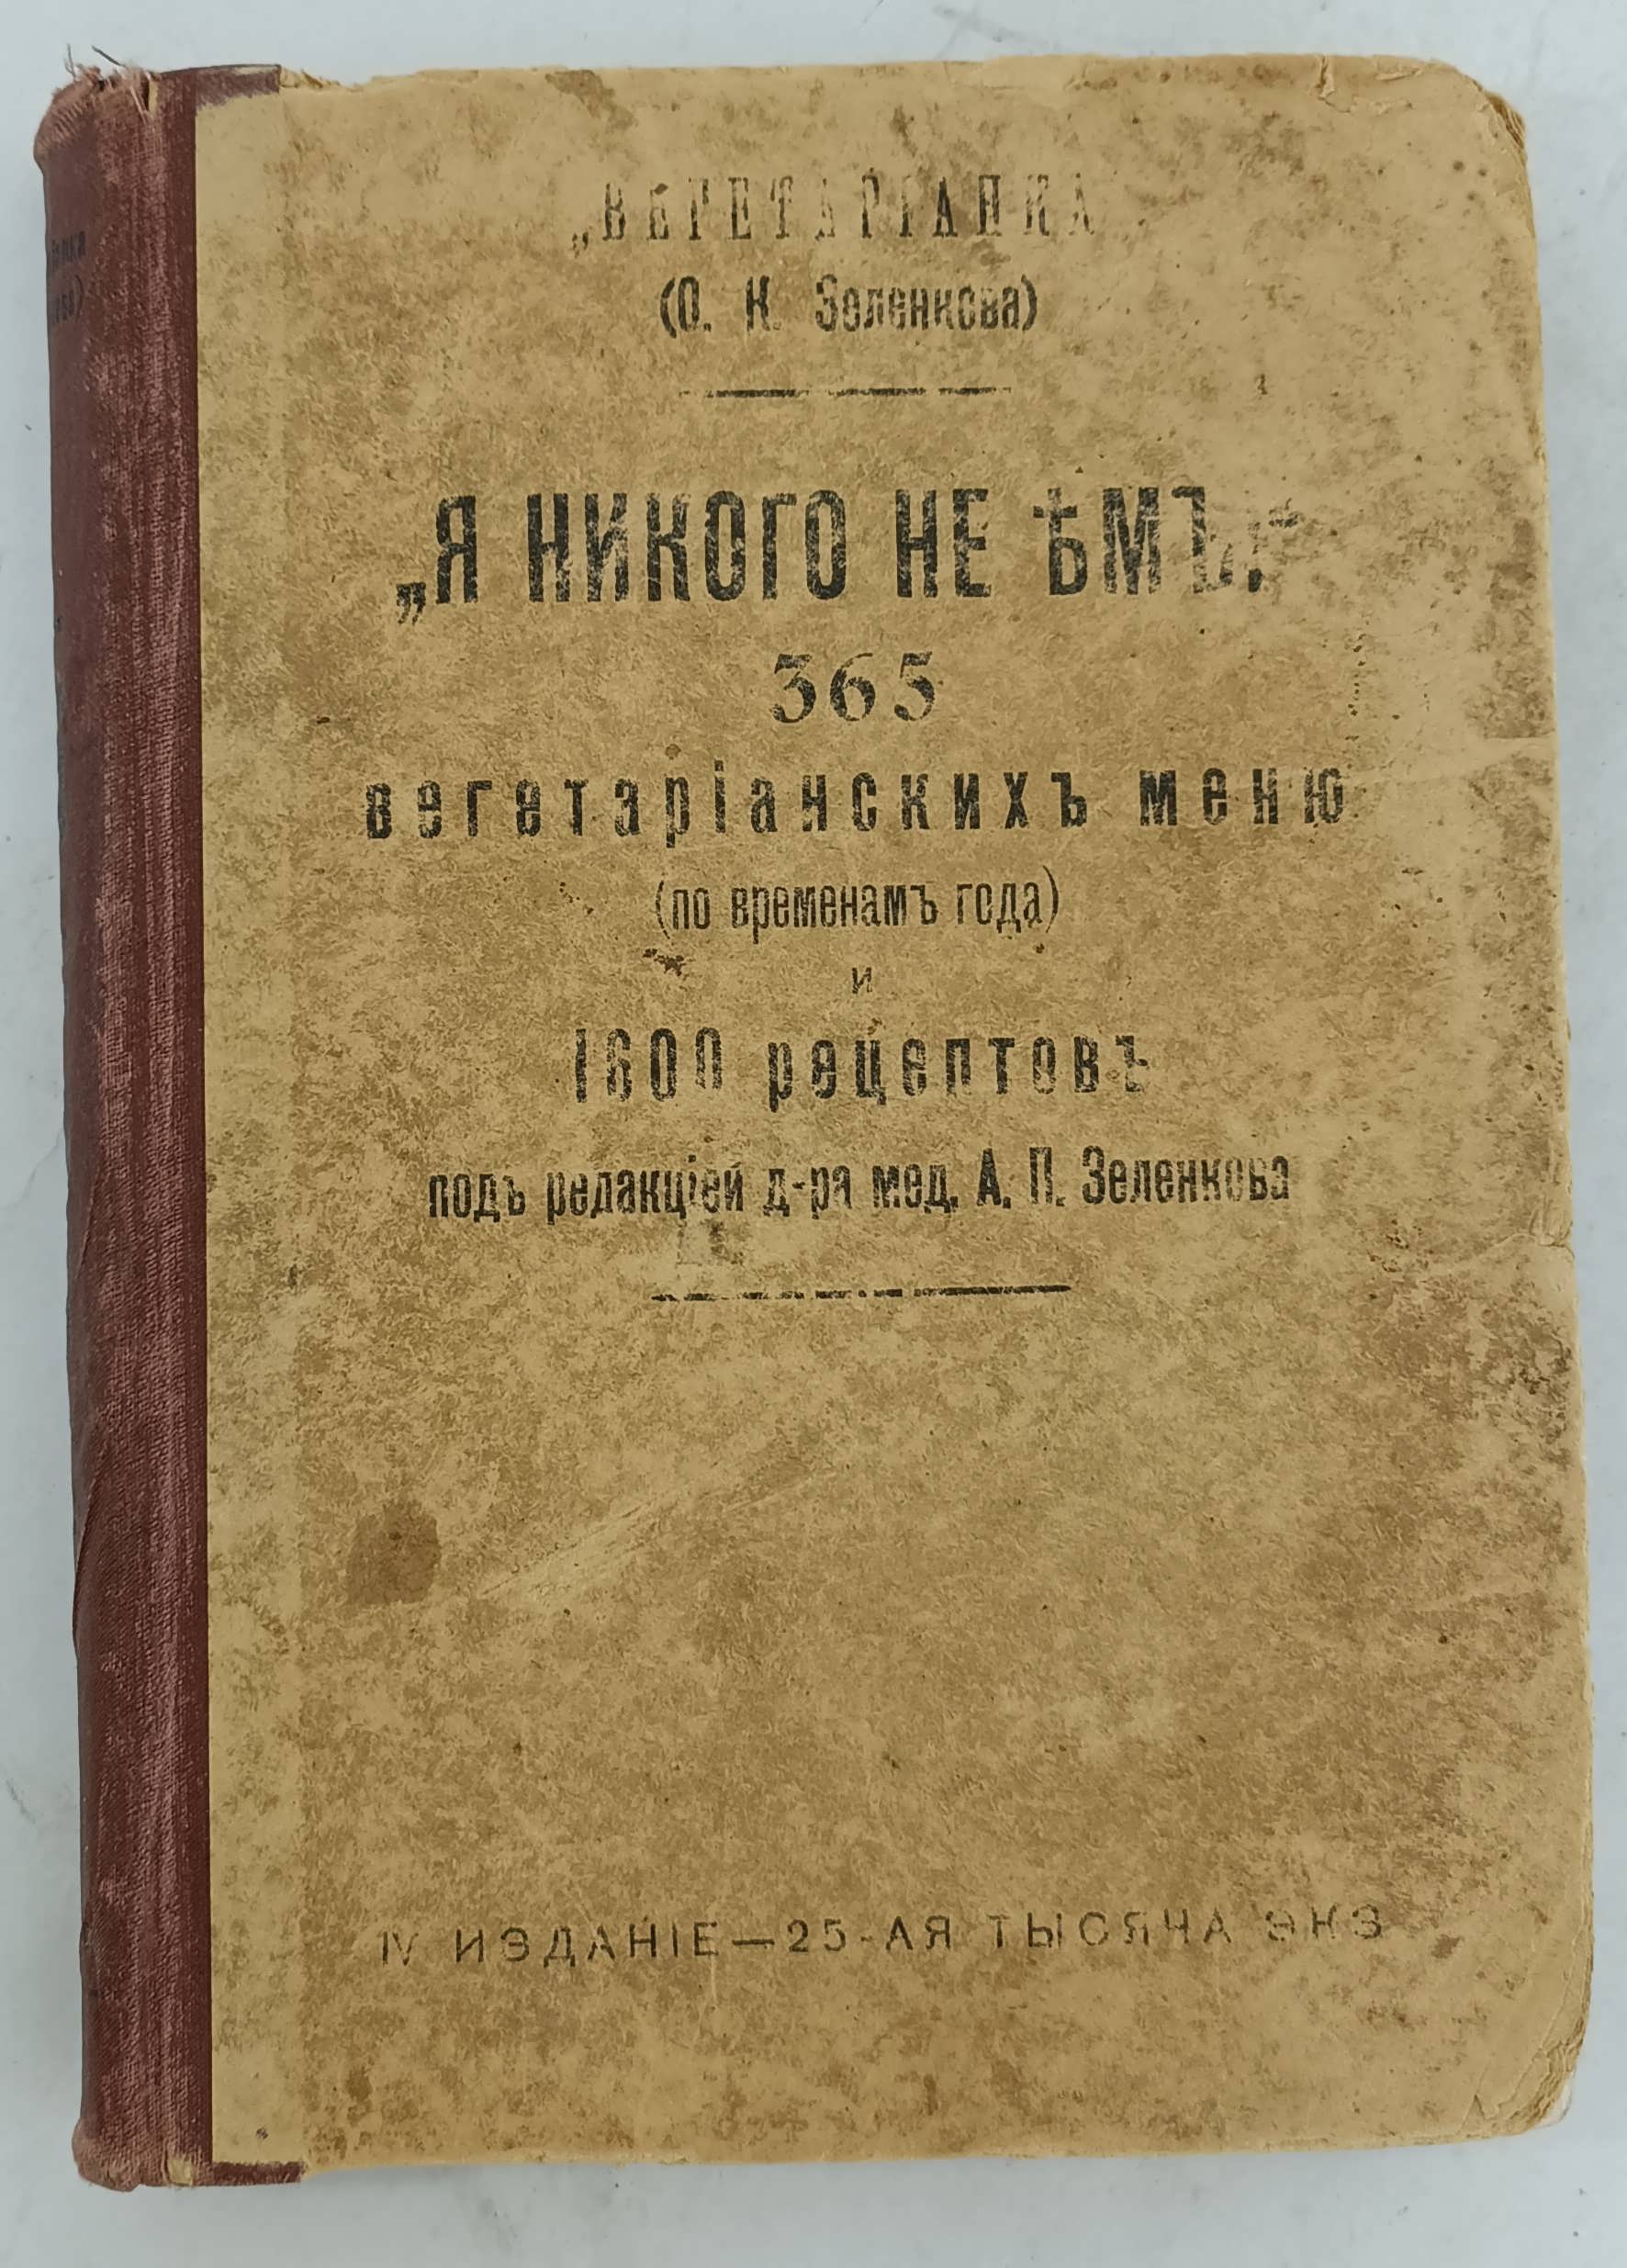 „ВЕГЕТАРІАНКА
(О. К. Зеленкова)
„Я НИКОГО НЕ ѢМЪ!“
365
вегетаріанскихъ меню
(по временамъ года)
и
1600 рецептовъ
подъ редакціей д-ра мед. А. П. Зеленкова
IV ИЗДАНІЕ—25-АЯ ТЫСЯЧА ЭКЗ